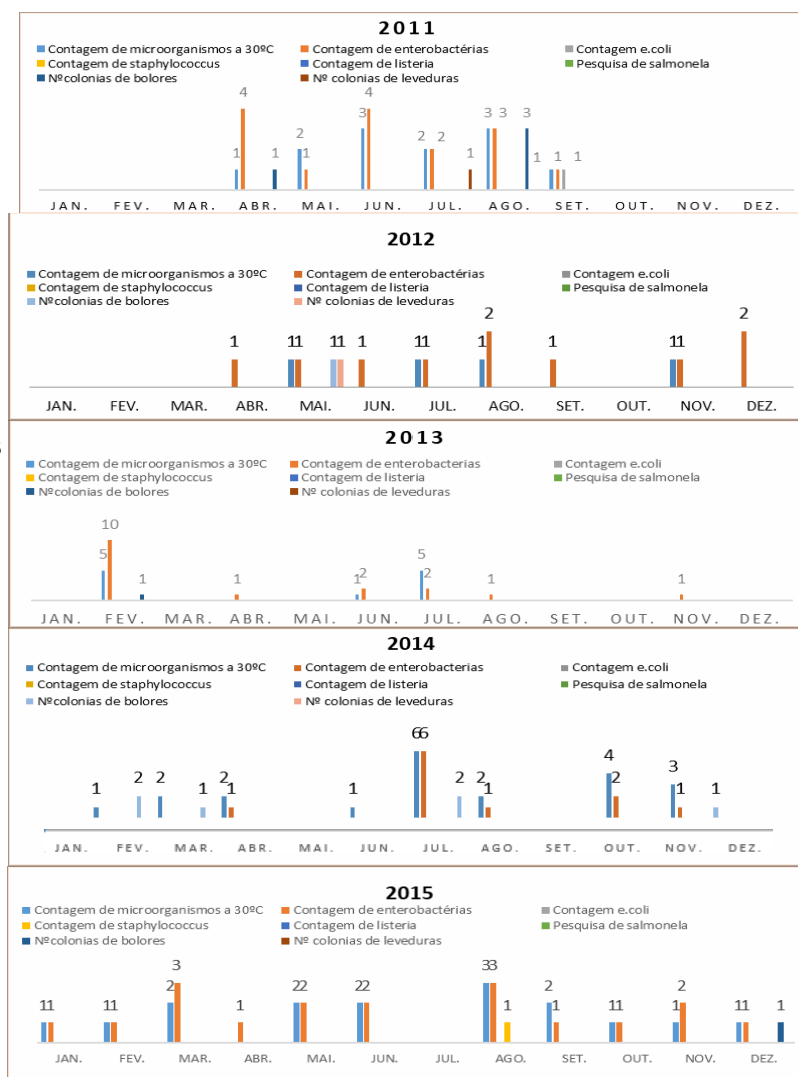 2011
Contagem de microorganismos a 30ºC Contagem de enterobactérias Contagem e.coli
Contagem de staphylococcus Contagem de listeria Pesquisa de salmonela
Nºcolonias de bolores Nº colonias de leveduras
4 4
3 3 3 3
2 2 2
1 1 1 1 1 1 1
JAN. FEV. MAR. ABR. MAI. JUN. JUL. AGO. SET. OUT. NOV. DEZ.
2012
Contagem de microorganismos a 30ºC Contagem de enterobactérias Contagem e.coli
Contagem de staphylococcus Contagem de listeria Pesquisa de salmonela
Nºcolonias de bolores Nº colonias de leveduras
2 2
1 11 11 1 11 1 1 11
JAN. FEV. MAR. ABR. MAI. JUN. JUL. AGO. SET. OUT. NOV. DEZ.
2013
Contagem de microorganismos a 30ºC Contagem de enterobacterias Contagem e.coli
Contagem de staphylococcus Contagem de listeria Pesquisa de salmonela
Nºcolonias de bolores Nº colonias de leveduras
10
5 5
1 1 1 2 2 1 1
JAN. FEV. MAR. ABR. MAI. JUN. JUL. AGO. SET. OUT. NOV. DEZ.
2014
Contagem de microorganismos a 30ºC Contagem de enterobacterias Contagem e.coli
Contagem de staphylococcus Contagem de listeria Pesquisa de salmonela
Nºcolonias de bolores Nº colonias de leveduras
66
4 3
1 2 2 1 2 1 1 2 2 1 2 1 1
JAN. FEV. MAR. ABR. MAI. JUN. JUL. AGO. SET. OUT. NOV. DEZ.
2015
Contagem de microorganismos a 30ºC Contagem de enterobactérias Contagem e.coli
Contagem de staphylococcus Contagem de listeria Pesquisa de salmonela
Nºcolonias de bolores Nº colonias de leveduras
3 33
2 22 22 2 2
11 11 1 1 1 11 1 11 1
JAN. FEV. MAR. ABR. MAI. JUN. JUL. AGO. SET. OUT. NOV. DEZ.